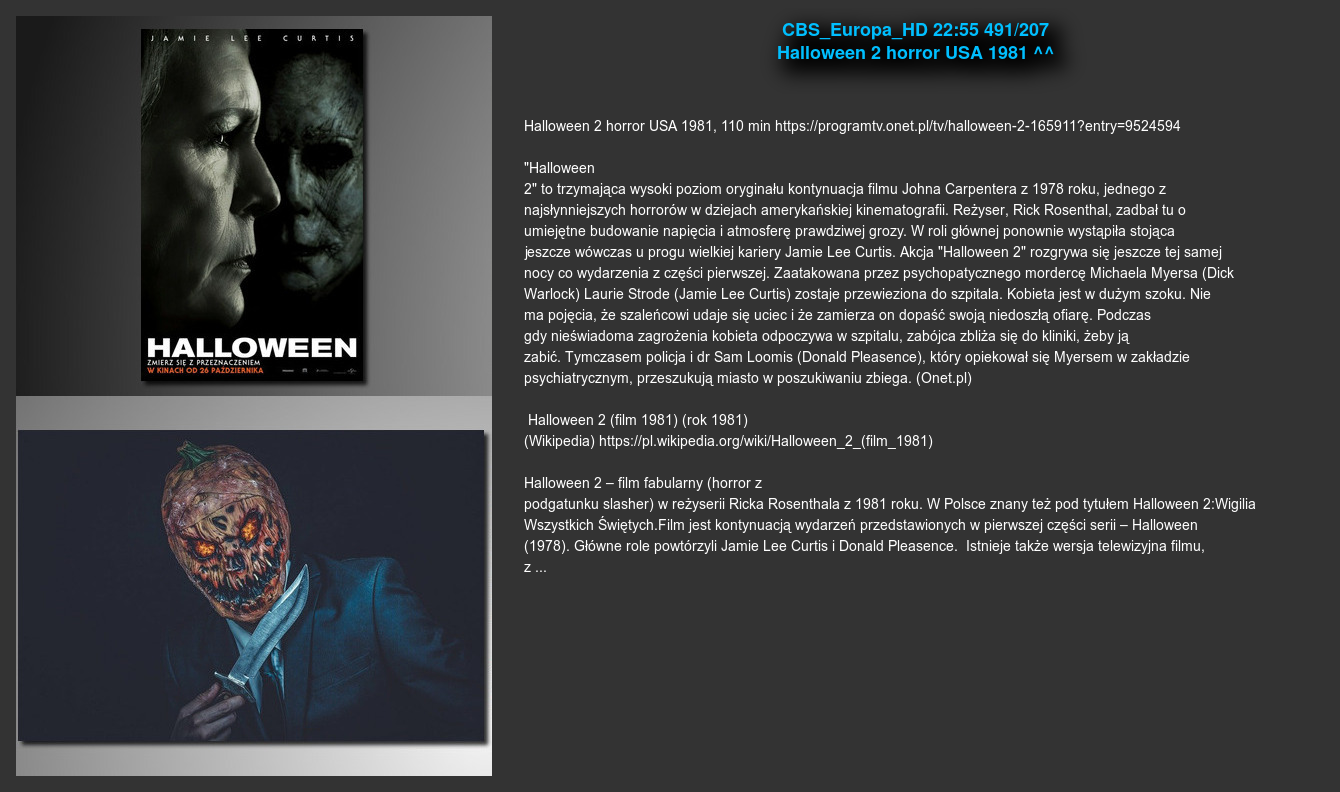 JAMIE LEE CURTIS
HALLOWEEN
ZMIERZ SIĘ Z PRZEZNACZENIEM
W KINACH OD 26 PAŹDZIERNIKA
CBS_Europa_HD 22:55 491/207
Halloween 2 horror USA 1981 ^^
Halloween 2 horror USA 1981, 110 min https://programtv.onet.pl/tv/halloween-2-165911?entry=9524594
"Halloween
2" to trzymająca wysoki poziom oryginału kontynuacja filmu Johna Carpentera z 1978 roku, jednego z
najsłynniejszych horrorów w dziejach amerykańskiej kinematografii. Reżyser, Rick Rosenthal, zadbał tu o
umiejętne budowanie napięcia i atmosferę prawdziwej grozy. W roli głównej ponownie wystąpiła stojąca
jeszcze wówczas u progu wielkiej kariery Jamie Lee Curtis. Akcja "Halloween 2" rozgrywa się jeszcze tej samej
nocy co wydarzenia z części pierwszej. Zaatakowana przez psychopatycznego mordercę Michaela Myersa (Dick
Warlock) Laurie Strode (Jamie Lee Curtis) zostaje przewieziona do szpitala. Kobieta jest w dużym szoku. Nie
ma pojęcia, że szaleńcowi udaje się uciec i że zamierza on dopaść swoją niedoszłą ofiarę. Podczas
gdy nieświadoma zagrożenia kobieta odpoczywa w szpitalu, zabójca zbliża się do kliniki, żeby ją
zabić. Tymczasem policja i dr Sam Loomis (Donald Pleasence), który opiekował się Myersem w zakładzie
psychiatrycznym, przeszukują miasto w poszukiwaniu zbiega. (Onet.pl)
Halloween 2 (film 1981) (rok 1981)
(Wikipedia) https://pl.wikipedia.org/wiki/Halloween_2_(film_1981)
Halloween 2 – film fabularny (horror z
podgatunku slasher) w reżyserii Ricka Rosenthala z 1981 roku. W Polsce znany też pod tytułem Halloween 2:Wigilia
Wszystkich Świętych.Film jest kontynuacją wydarzeń przedstawionych w pierwszej części serii – Halloween
(1978). Główne role powtórzyli Jamie Lee Curtis i Donald Pleasence.  Istnieje także wersja telewizyjna filmu,
z ...